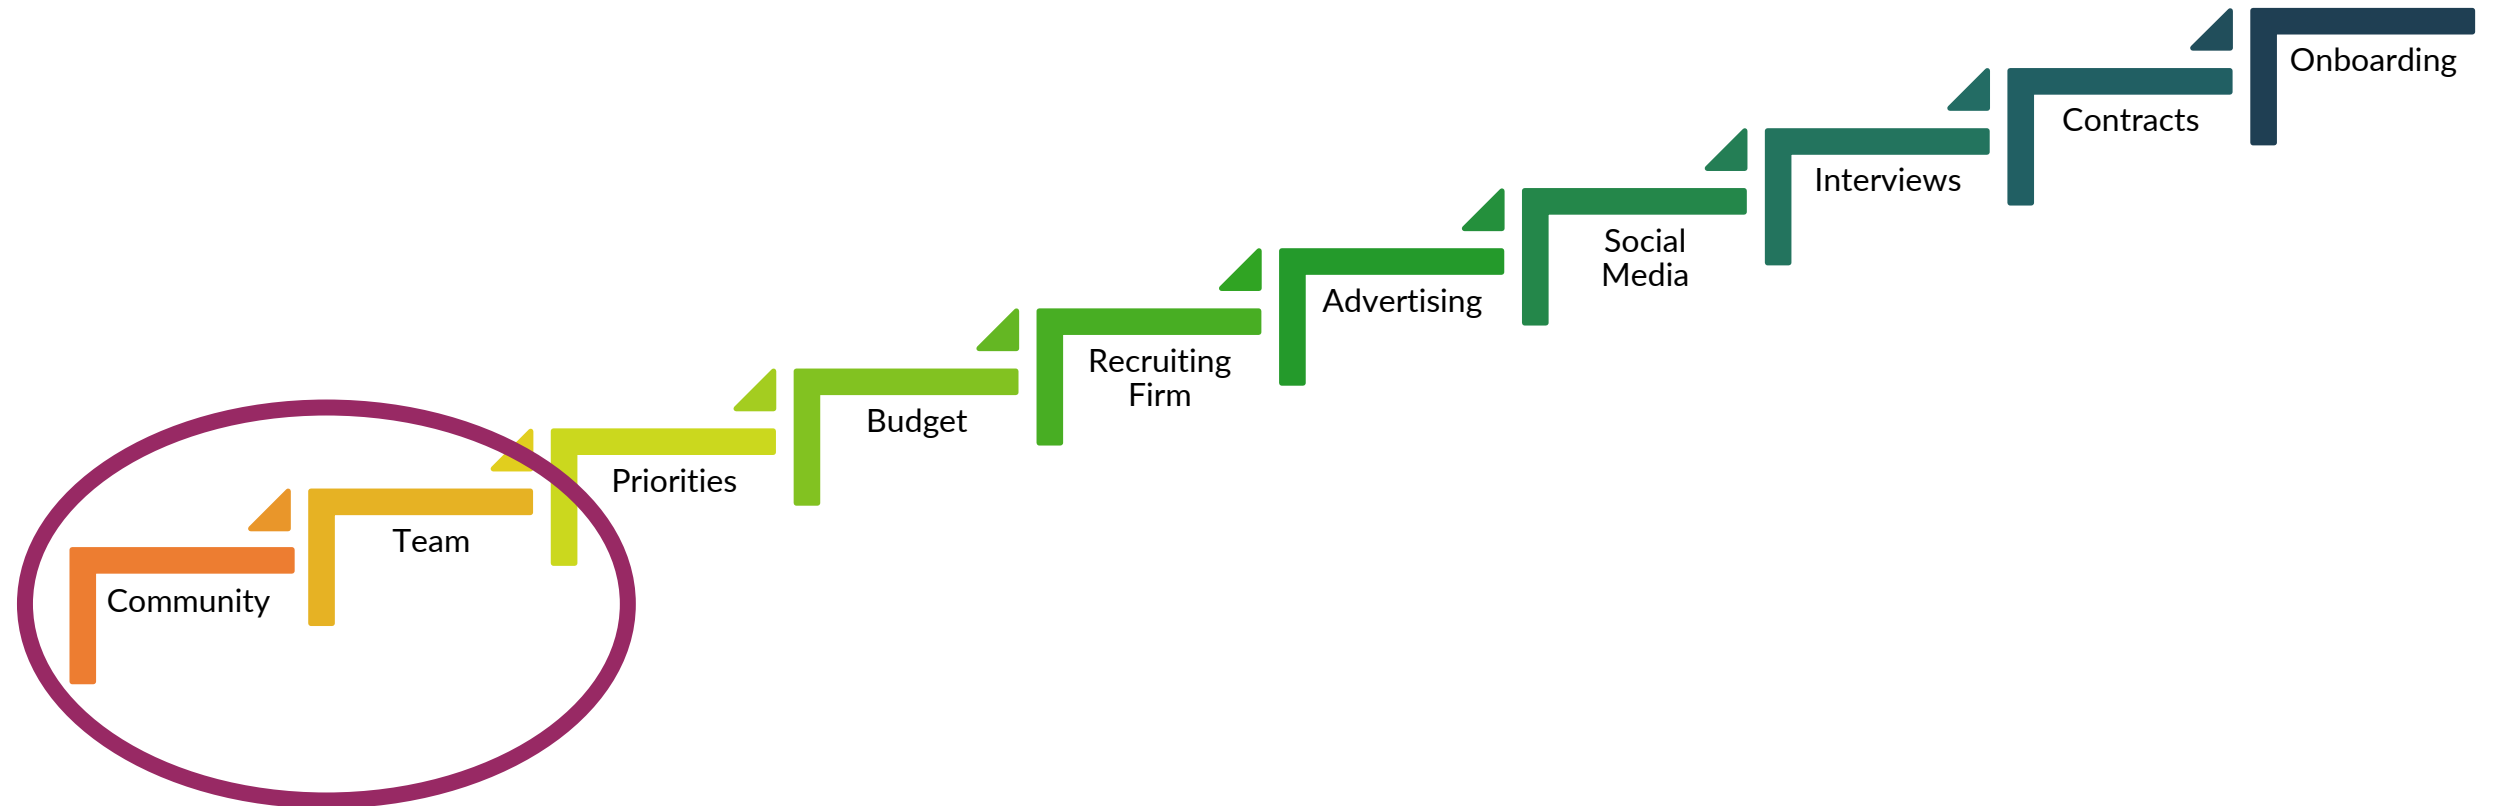 Community
Team
Priorities
Budget
Recruiting
Firm
Advertising
Social
Media
Interviews
Contracts
Onboarding